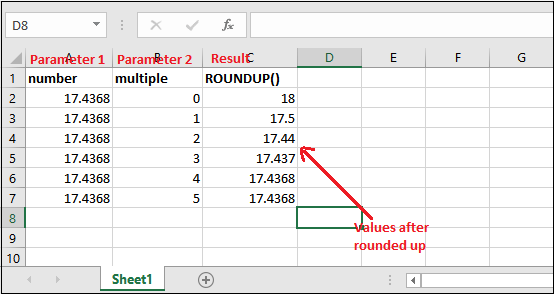 D8
fx
Parameter 1 Parameter 2 Result
A B C D E F G
1 number multiple ROUNDUP()
2 17.4368 0 18
3 17.4368 1 17.5
4 17.4368 2 17.44
5 17.4368 3 17.437
6 17.4368 4 17.4368
7 17.4368 5 17.4368
8
9
10
Values after
rounded up
Sheet1